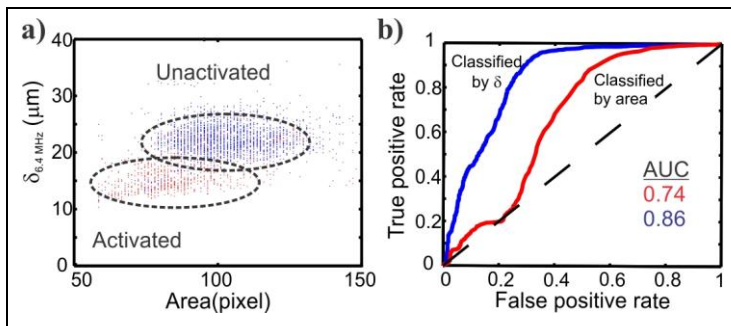 a)
40
30
20
10
0
δ6.4 MHz (μm)
Unactivated
Activated
50
100
150
Area(pixel)
b)
1
0.8
0.6
0.4
0.2
0
True positive rate
Classified
by δ
Classified
by area
AUC
0.74
0.86
0
0.2
0.4
0.6
0.8
1
False positive rate